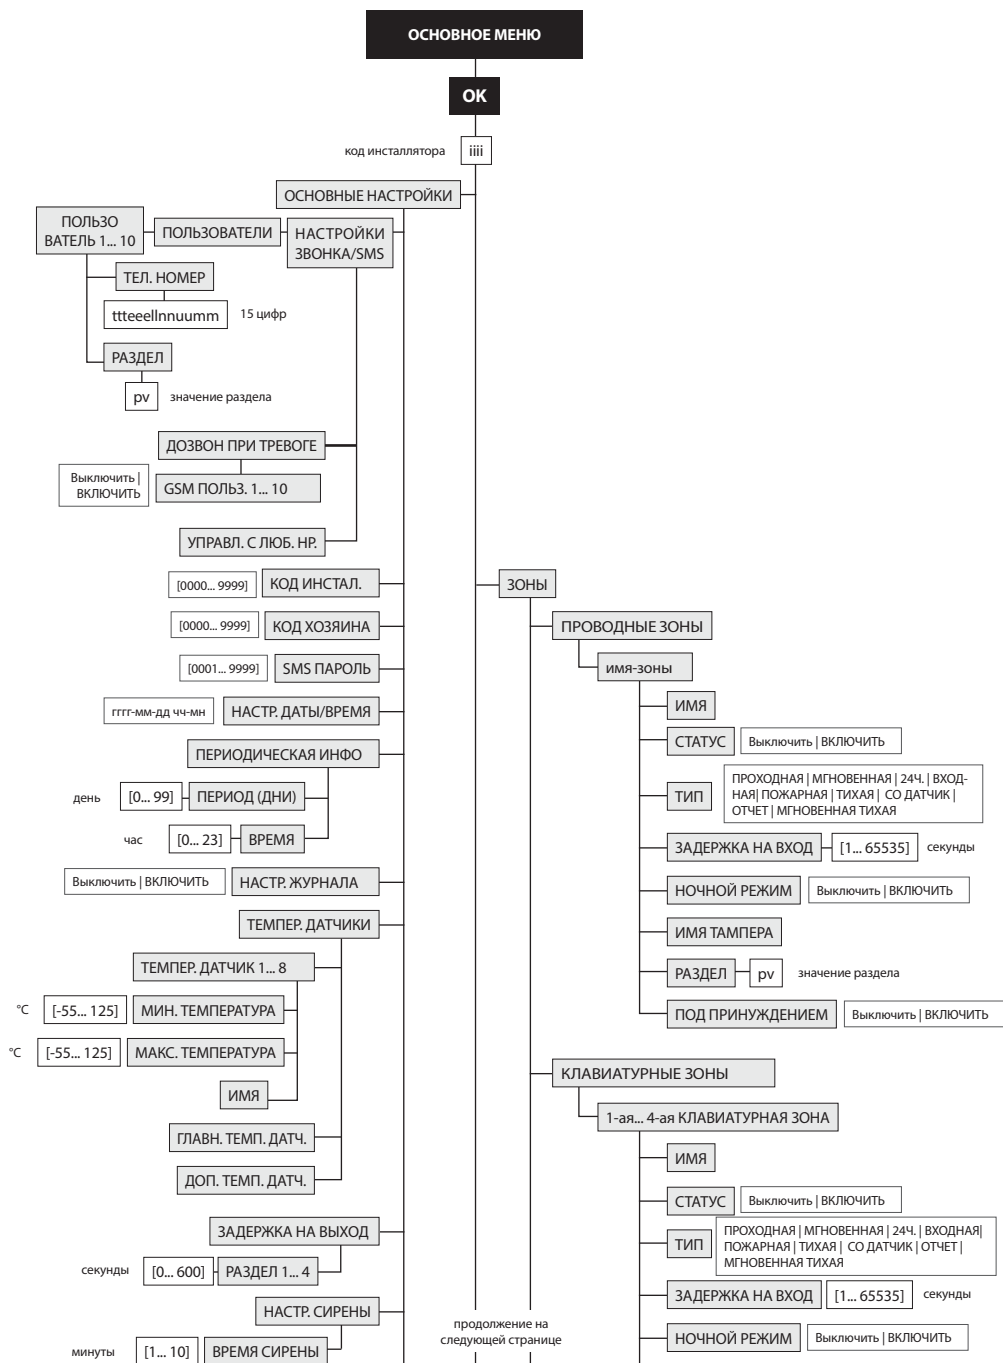 ОСНОВНОЕ МЕНЮ
OK
код инсталлятора
iiii
ОСНОВНЫЕ НАСТРОЙКИ
ПОЛЬЗО
ВАТЕЛЬ 1... 10
ПОЛЬЗОВАТЕЛИ
НАСТРОЙКИ
ЗВОНКА/SMS
ТЕЛ. НОМЕР
ttteeellnnuumm
15 цифр
РАЗДЕЛ
pv
значение раздела
ДОЗВОН ПРИ ТРЕВОГЕ
Выключить |
ВКЛЮЧИТЬ
GSM ПОЛЬЗ. 1... 10
УПРАВЛ. С ЛЮБ. НР.
[0000... 9999]
КОД ИНСТАЛ.
[0000... 9999]
КОД ХОЗЯИНА
[0001... 9999]
SMS ПАРОЛЬ
гггг-мм-дд чч-мн
НАСТР. ДАТЫ/ВРЕМЯ
ПЕРИОДИЧЕСКАЯ ИНФО
день
[0... 99]
ПЕРИОД (ДНИ)
час
[0... 23]
ВРЕМЯ
Выключить | ВКЛЮЧИТЬ
НАСТР. ЖУРНАЛА
ТЕМПЕР. ДАТЧИКИ
ТЕМПЕР. ДАТЧИК 1... 8
°C
[-55... 125]
МИН. ТЕМПЕРАТУРА
°C
[-55... 125]
МАКС. ТЕМПЕРАТУРА
ИМЯ
ГЛАВН. ТЕМП. ДАТЧ.
ДОП. ТЕМП. ДАТЧ.
ЗАДЕРЖКА НА ВЫХОД
секунды
[0... 600]
РАЗДЕЛ 1... 4
НАСТР. СИРЕНЫ
минуты
[1... 10]
ВРЕМЯ СИРЕНЫ
ЗОНЫ
ПРОВОДНЫЕ ЗОНЫ
имя-зоны
ИМЯ
СТАТУС
Выключить | ВКЛЮЧИТЬ
ТИП
ПРОХОДНАЯ | МГНОВЕННАЯ | 24Ч. | ВХОД-
НАЯ| ПОЖАРНАЯ | ТИХАЯ | СО ДАТЧИК |
ОТЧЕТ | МГНОВЕННАЯ ТИХАЯ
ЗАДЕРЖКА НА ВХОД
[1... 65535]
секунды
НОЧНОЙ РЕЖИМ
Выключить | ВКЛЮЧИТЬ
ИМЯ ТАМПЕРА
РАЗДЕЛ
pv
значение раздела
ПОД ПРИНУЖДЕНИЕМ
Выключить | ВКЛЮЧИТЬ
КЛАВИАТУРНЫЕ ЗОНЫ
1-ая... 4-ая КЛАВИАТУРНАЯ ЗОНА
ИМЯ
СТАТУС
Выключить | ВКЛЮЧИТЬ
ТИП
ПРОХОДНАЯ | МГНОВЕННАЯ | 24Ч. | ВХОДНАЯ|
ПОЖАРНАЯ | ТИХАЯ | СО ДАТЧИК | ОТЧЕТ |
МГНОВЕННАЯ ТИХАЯ
ЗАДЕРЖКА НА ВХОД
[1... 65535]
секунды
НОЧНОЙ РЕЖИМ
Выключить | ВКЛЮЧИТЬ
продолжение на
следующей странице